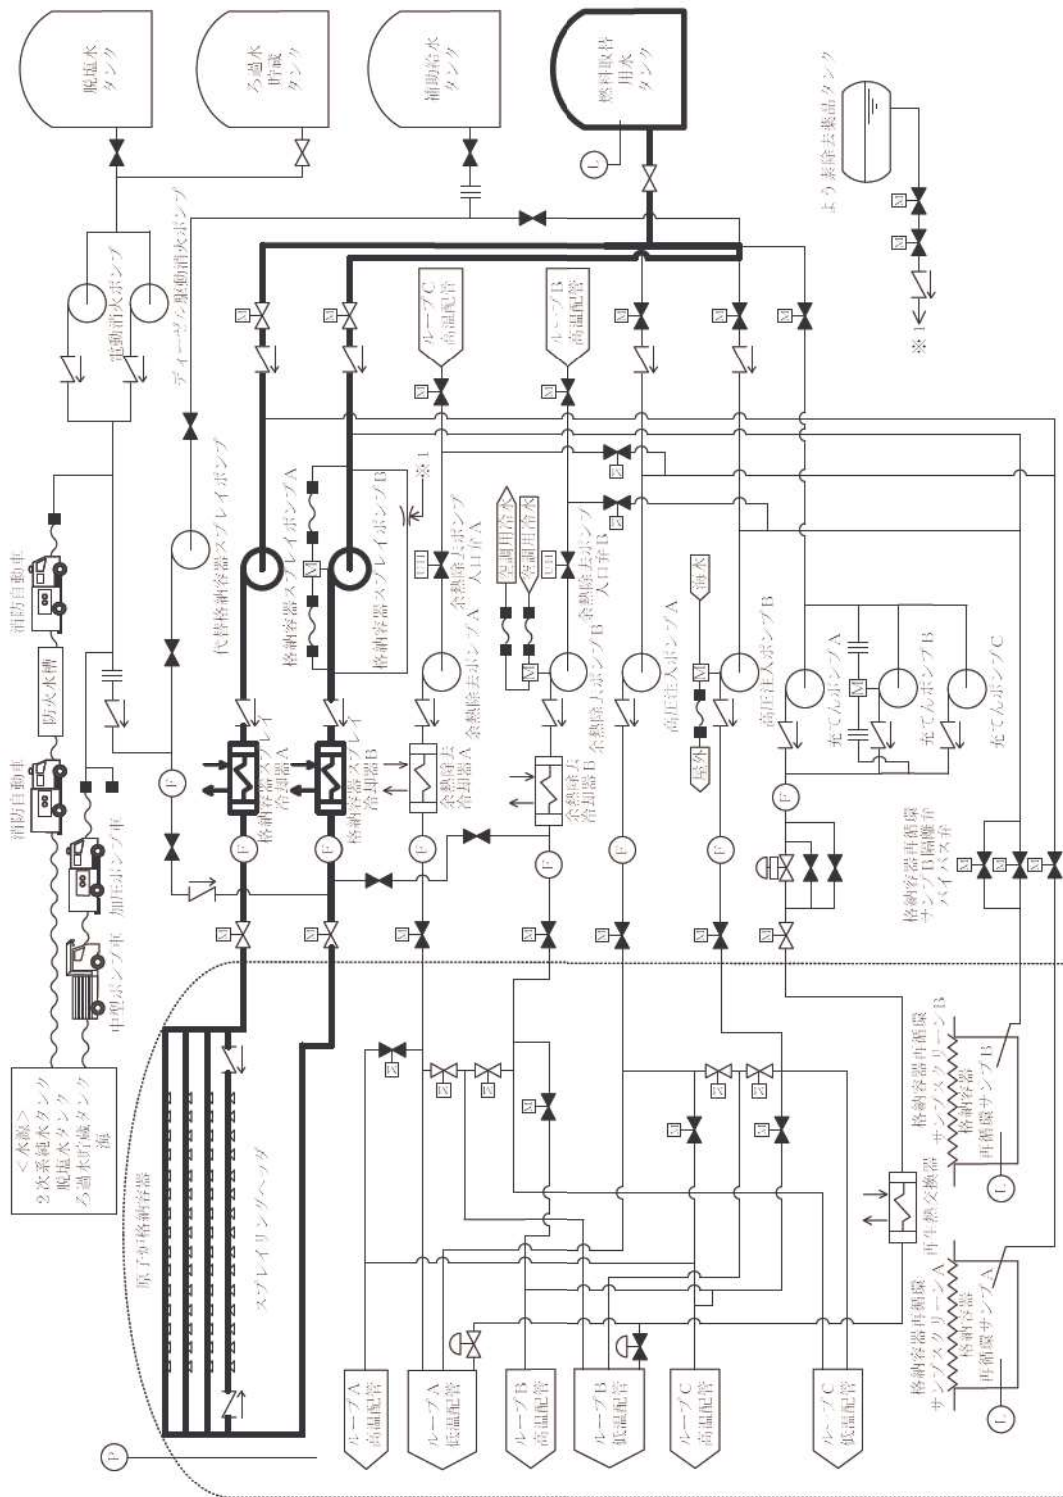 脱塩水
タンク
ろ過水
貯蔵
タンク
補助給水
タンク
燃料取替
用水
タンク
よう素除去薬品タンク
M
M
※1
L
電動消火ポンプ
ディーゼル駆動消火ポンプ
ループC
高温配管
ループB
高温配管
M
M
M
M
M
M
M
消防自動車
防火水槽
消防自動車
加圧ポンプ車
中型ポンプ車
<水源>
2次系純水タンク
脱塩水タンク
ろ過水貯蔵タンク
海
代替格納容器スプレイポンプ
格納容器スプレイポンプA
格納容器スプレイポンプB
M
※1
余熱除去ポンプ
入口弁A
余熱除去ポンプ
入口弁B
空調用冷水
空調用冷水
M
余熱除去ポンプA
余熱除去ポンプB
海水
屋外
M
高圧注入ポンプA
高圧注入ポンプB
充てんポンプA
充てんポンプB
充てんポンプC
M
格納容器スプレイ
冷却器A
格納容器スプレイ
冷却器B
余熱除去
冷却器A
余熱除去
冷却器B
F
F
F
F
F
F
F
F
格納容器再循環
サンプB隔離弁
バイパス弁
M
M
M
M
M
M
M
M
M
M
原子炉格納容器
スプレイリングヘッダ
M
M
M
再生熱交換器
格納容器再循環
サンプスクリーンB
格納容器
再循環サンプB
L
格納容器再循環
サンプスクリーンA
格納容器
再循環サンプA
L
P
ループA
高温配管
ループA
低温配管
ループB
高温配管
ループB
低温配管
ループC
高温配管
ループC
低温配管